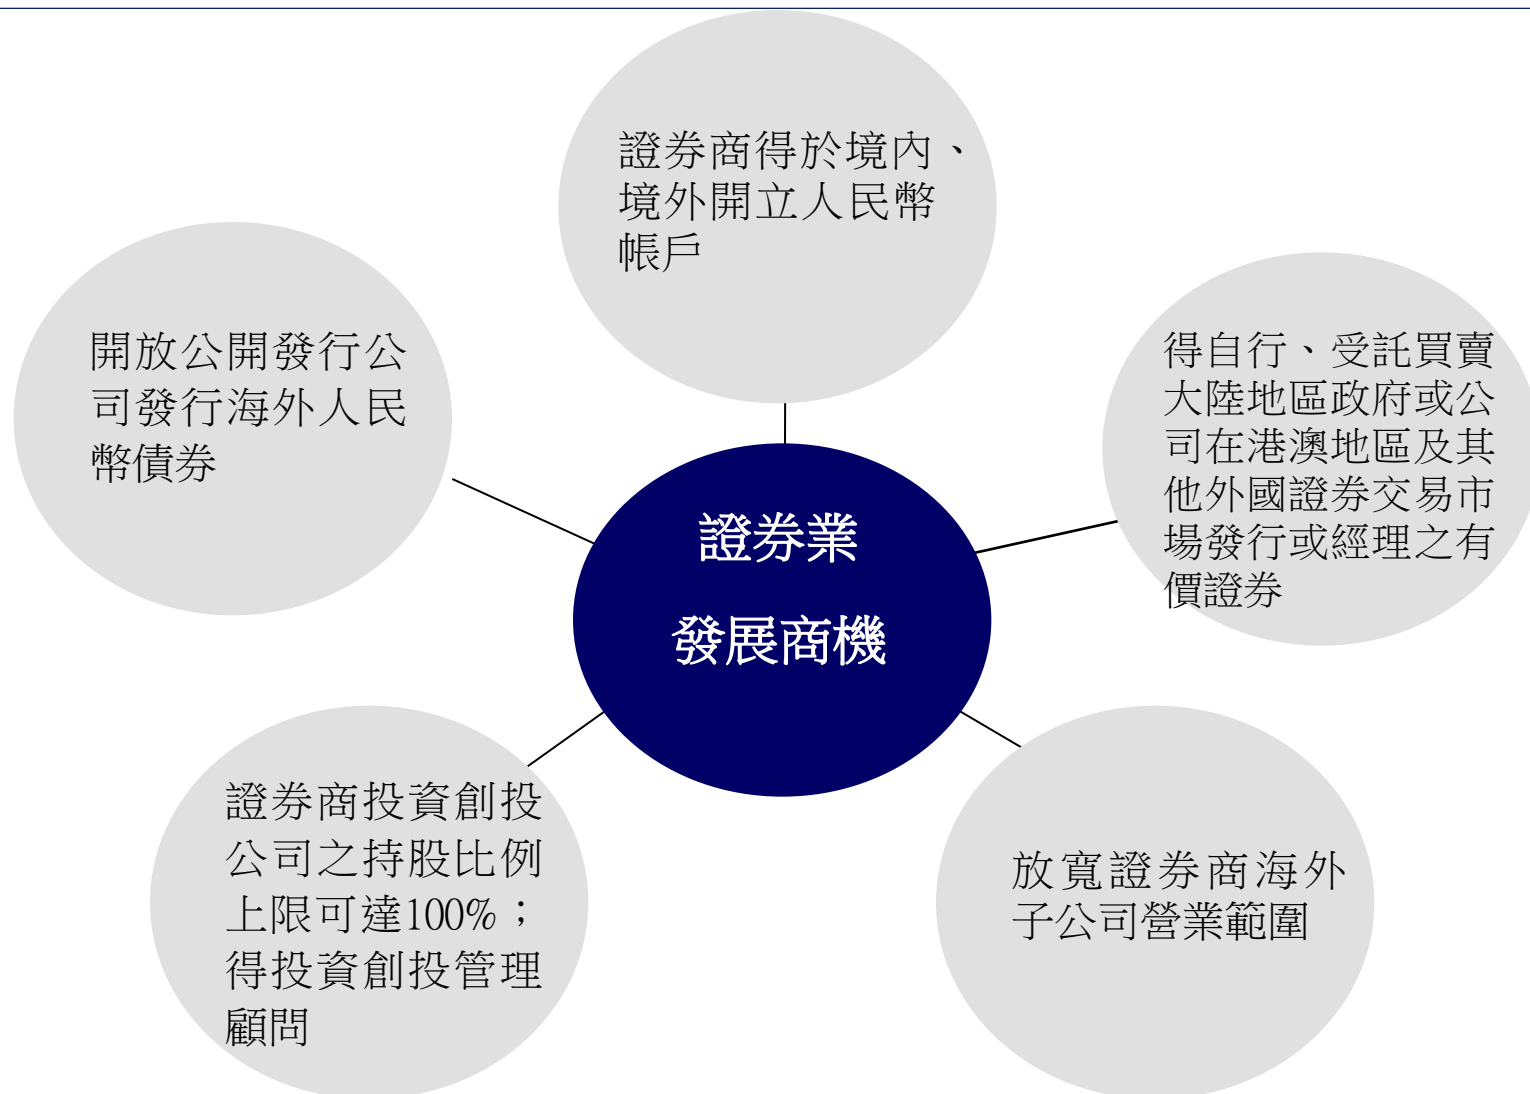 證券商得於境內、
境外開立人民幣
帳戶
開放公開發行公
司發行海外人民
幣債券
得自行、受託買賣
大陸地區政府或公
司在港澳地區及其
他外國證券交易市
場發行或經理之有
價證券
證券業
發展商機
證券商投資創投
公司之持股比例
上限可達100%；
得投資創投管理
顧問
放寬證券商海外
子公司營業範圍